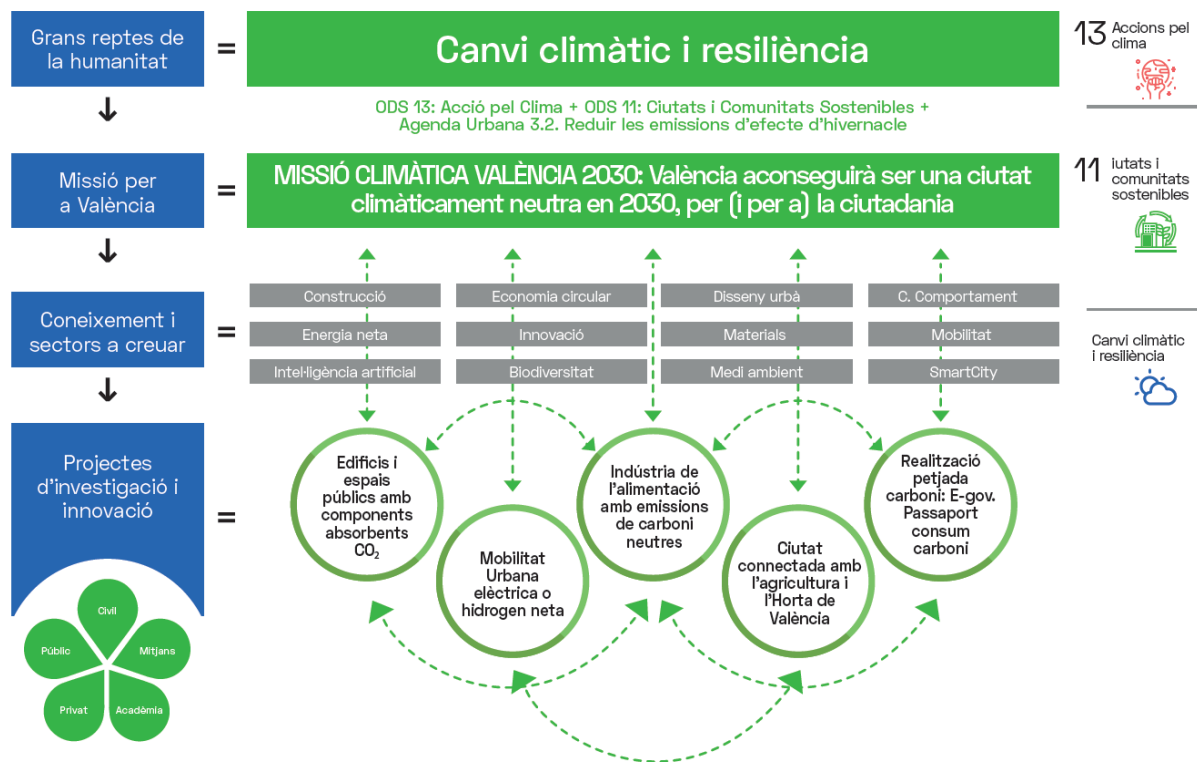 Grans reptes de
la humanitat
=
Canvi climàtic i resiliència
13 Accions pel
clima
ODS 13: Acció pel Clima + ODS 11: Ciutats i Comunitats Sostenibles +
Agenda Urbana 3.2. Reduir les emissions d'efecte d'hivernacle
Missió per
a València
=
MISSIÓ CLIMÀTICA VALÈNCIA 2030: València aconseguirà ser una ciutat
climàticament neutra en 2030, per (i per a) la ciutadania
11 iutats i
comunitats
sostenibles
Coneixement i
sectors a creuar
=
Construcció
Economia circular
Disseny urbà
C. Comportament
Energia neta
Innovació
Materials
Mobilitat
Intel·ligència artificial
Biodiversitat
Medi ambient
SmartCity
Canvi climàtic
i resiliència
Projectes
d'investigació i
innovació
=
Edificis i
espais
públics amb
components
absorbents
CO₂
Mobilitat
Urbana
elèctrica o
hidrogen neta
Indústria de
l'alimentació
amb emissions
de carboni
neutres
Ciutat
connectada amb
l'agricultura i
l'Horta de
València
Realització
petjada
carboni: E-gov.
Passaport
consum
carboni
Civil
Públic
Mitjans
Privat
Acadèmia